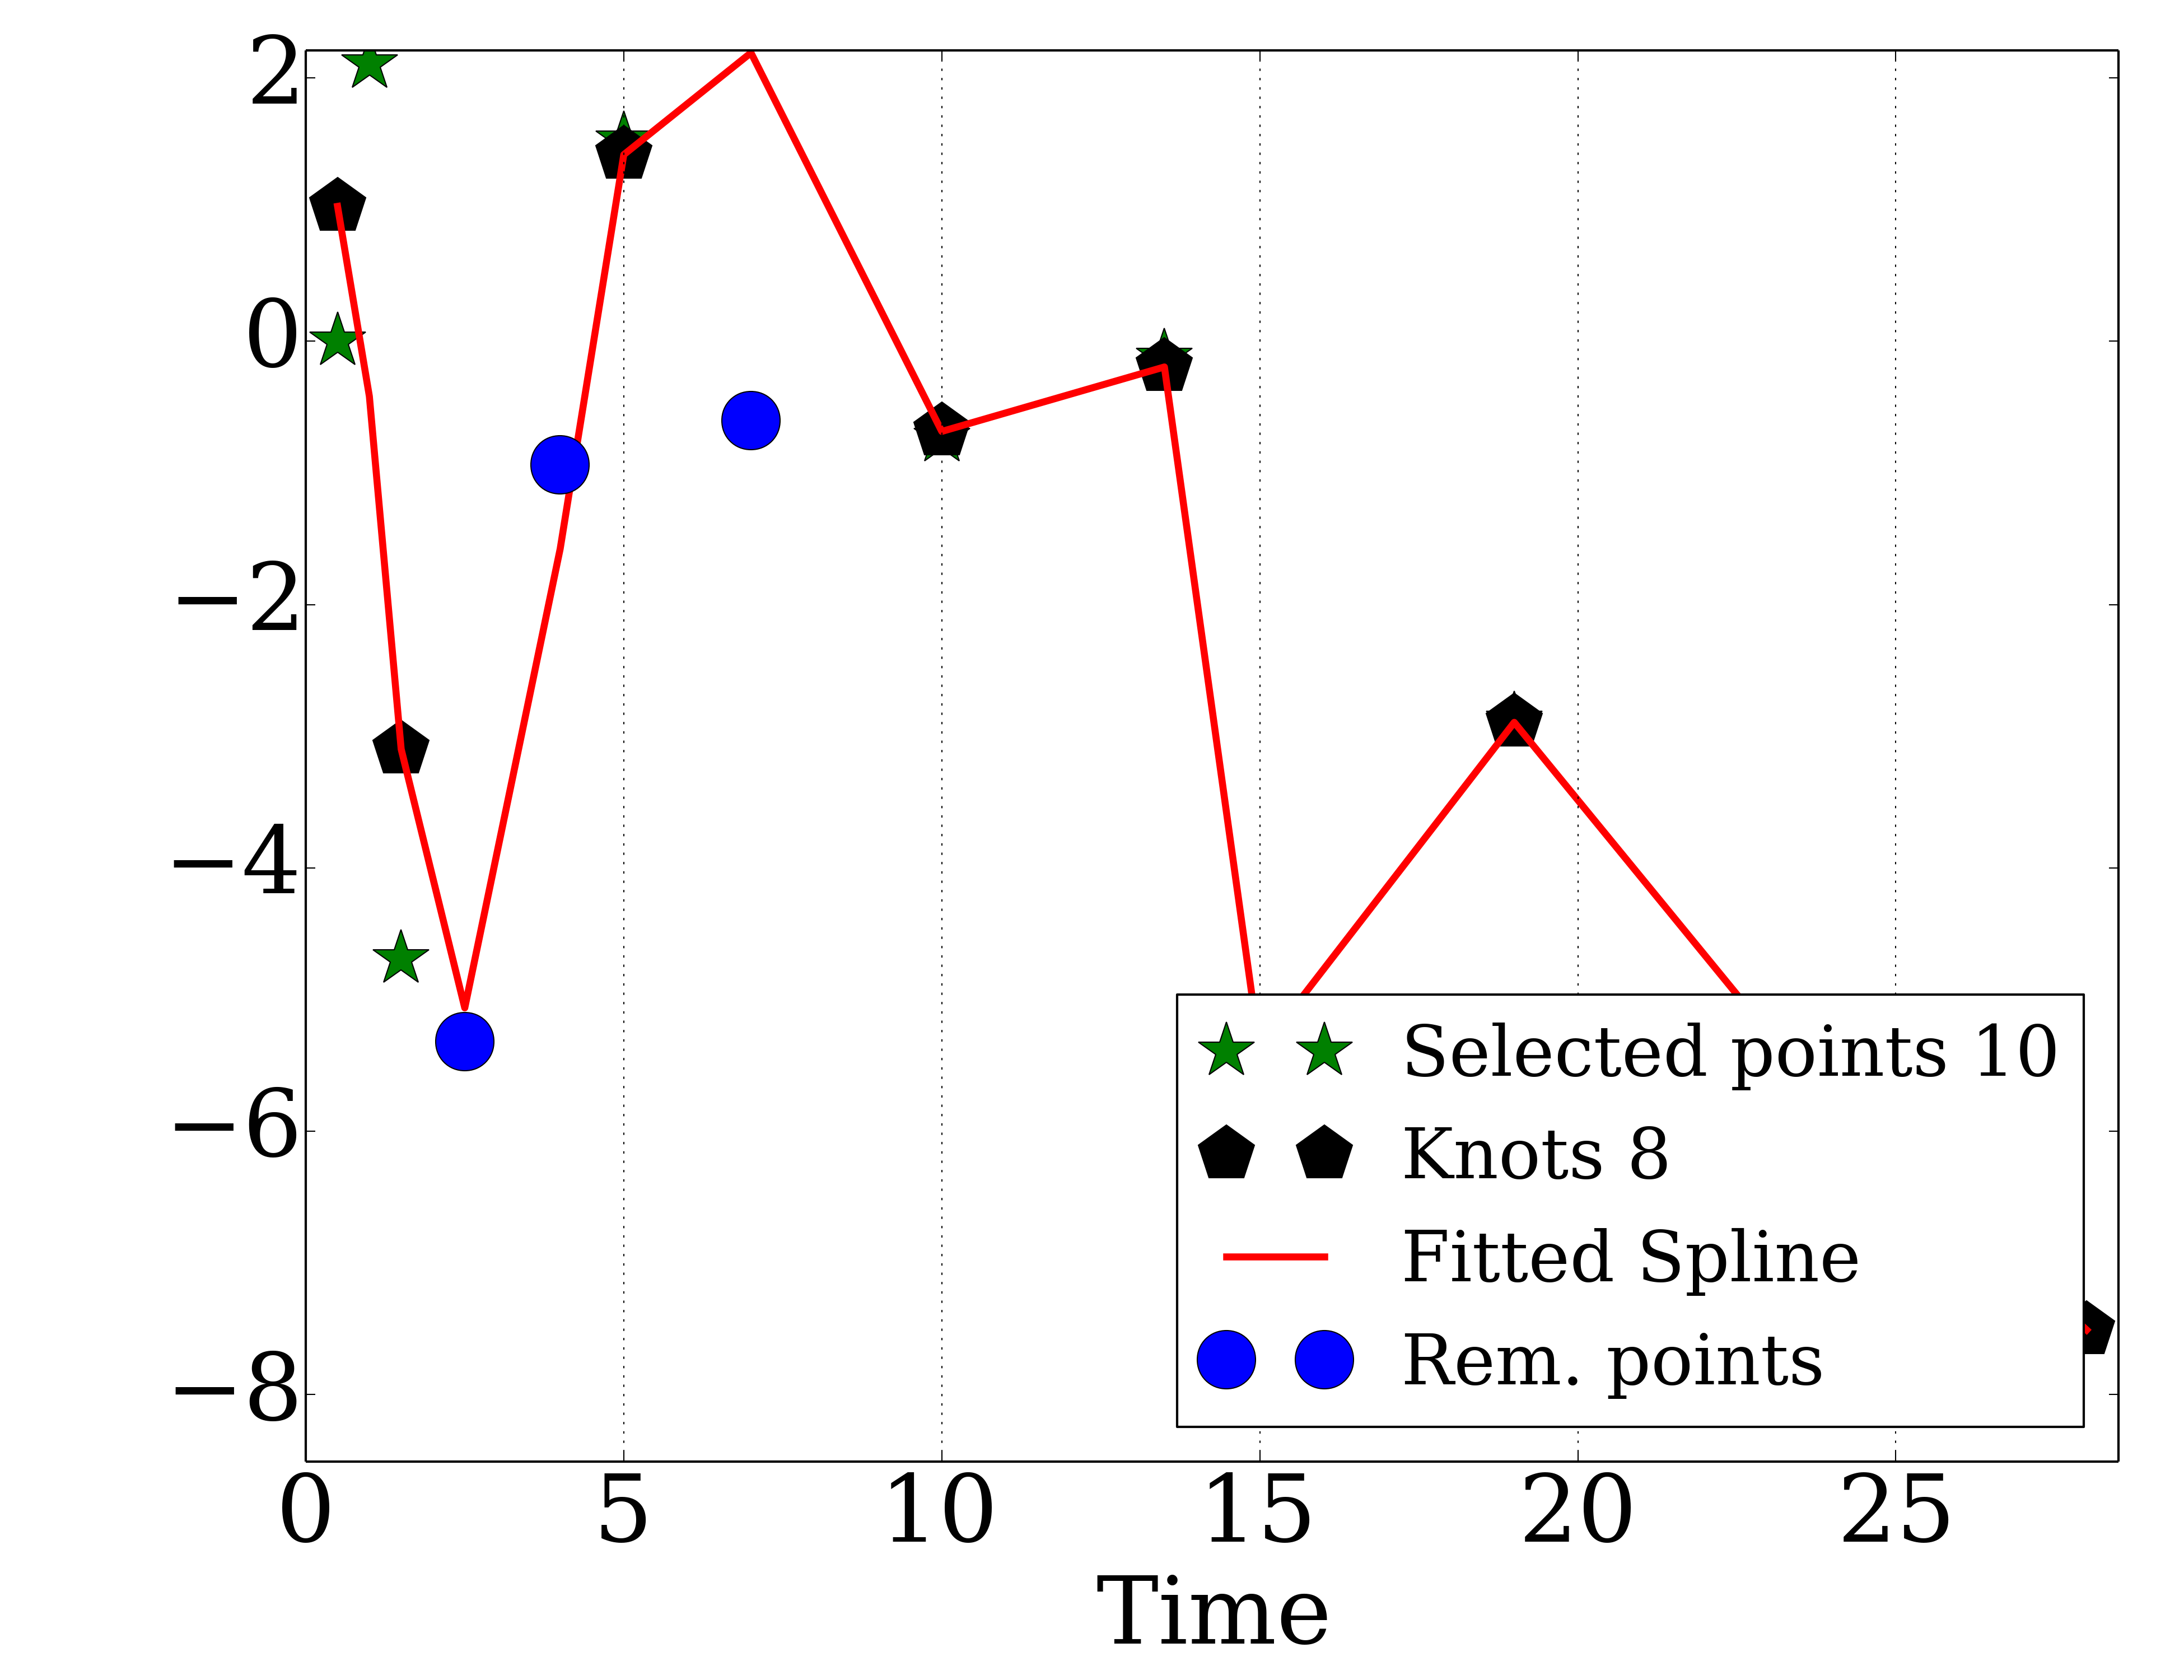 2
0
−2
−4
−6
−8
0 5 10 15 20 25
Time
Selected points 10
Knots 8
Fitted Spline
Rem. points